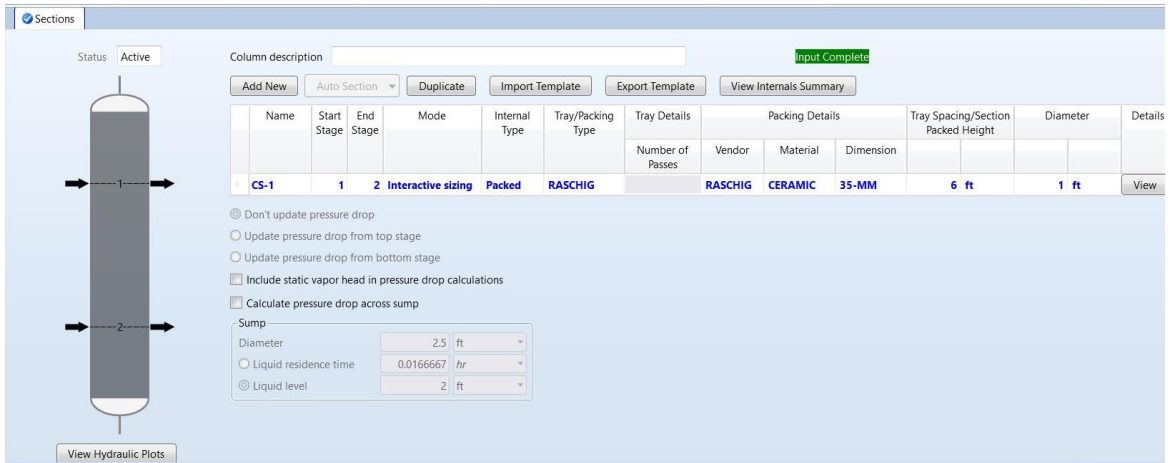 Sections
Status Active
Column description
Input Complete
Add New Auto Section Duplicate Import Template Export Template View Internals Summary
Name Start Stage End Stage Mode Internal Type Tray/Packing Type Tray Details Packing Details Tray Spacing/Section Packed Height Diameter Details
Number of Passes Vendor Material Dimension
CS-1 1 2 Interactive sizing Packed RASCHIG RASCHIG CERAMIC 35-MM 6 ft 1 ft View
1
Don't update pressure drop
Update pressure drop from top stage
Update pressure drop from bottom stage
Include static vapor head in pressure drop calculations
Calculate pressure drop across sump
2
Sump
Diameter 2.5 ft
Liquid residence time 0.0166667 hr
Liquid level 2 ft
View Hydraulic Plots